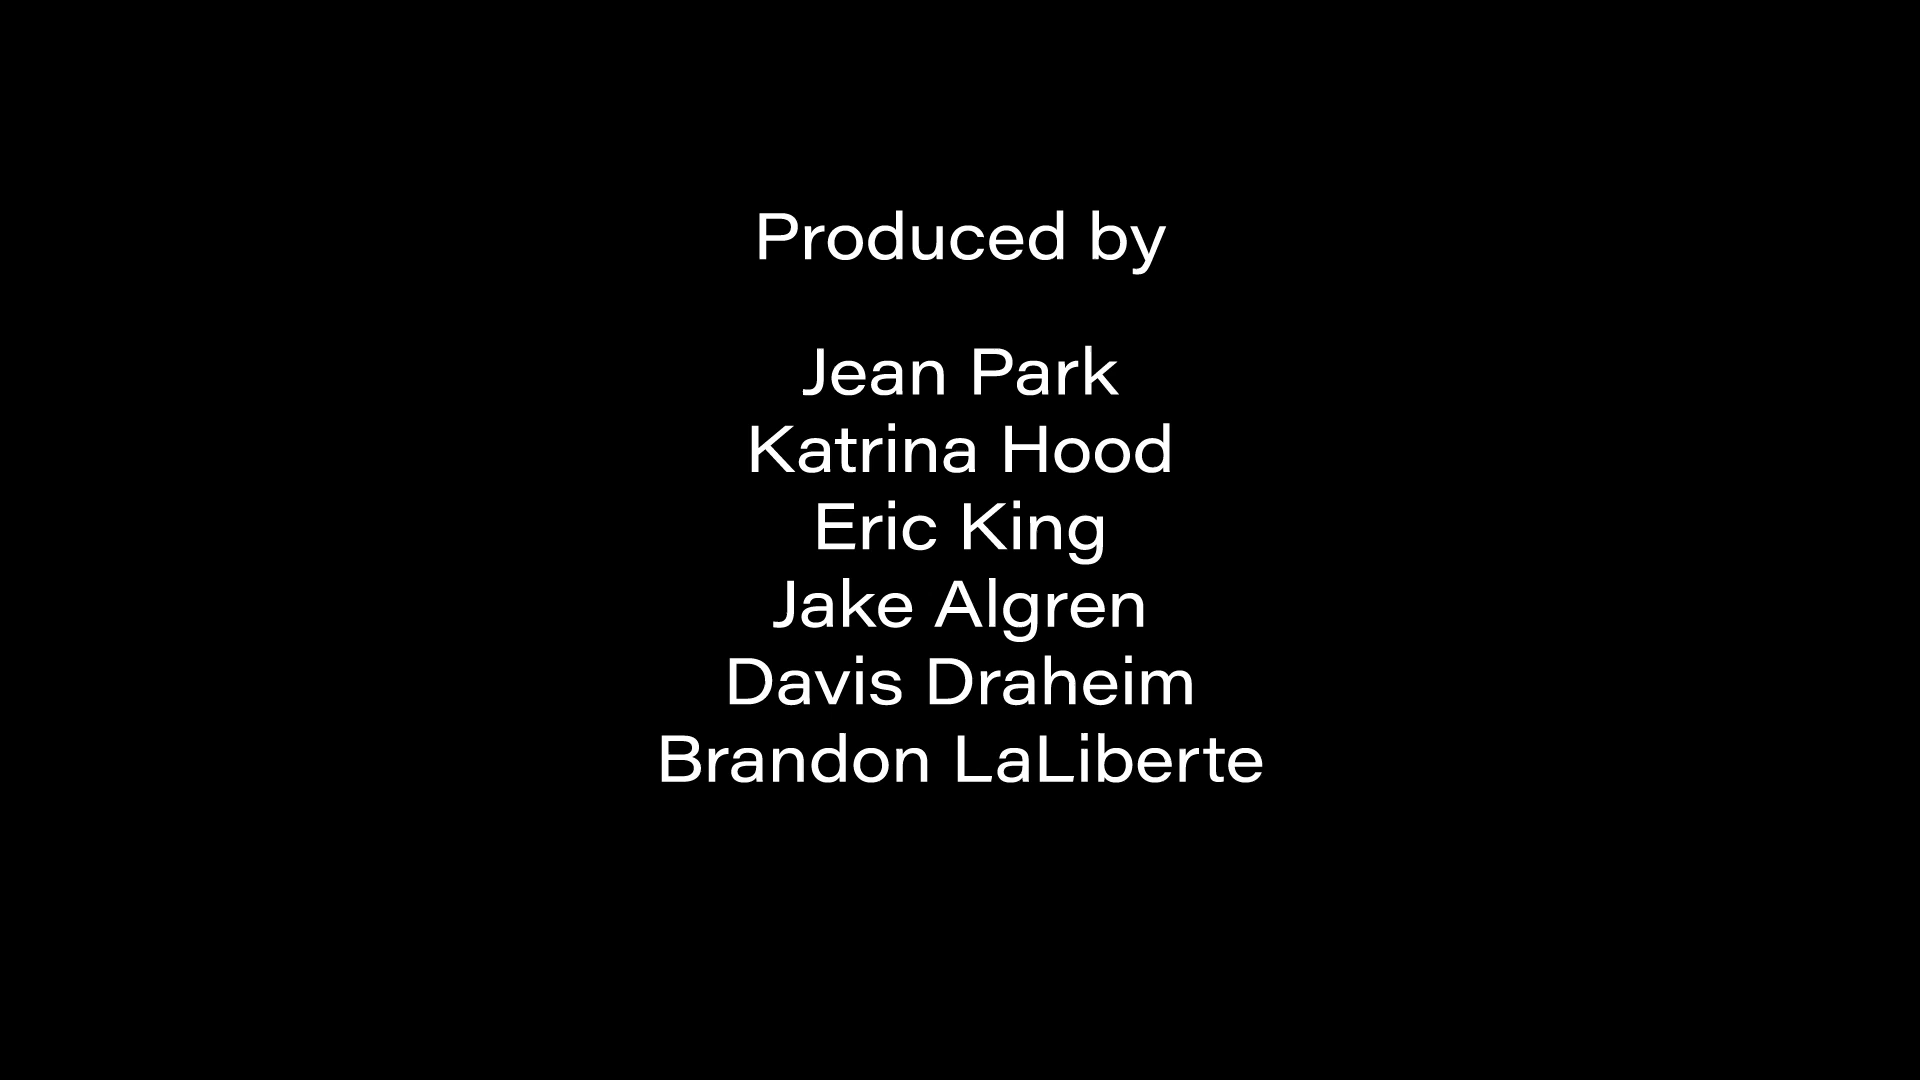 Produced by
Jean Park
Katrina Hood
Eric King
Jake Algren
Davis Draheim
Brandon LaLiberte